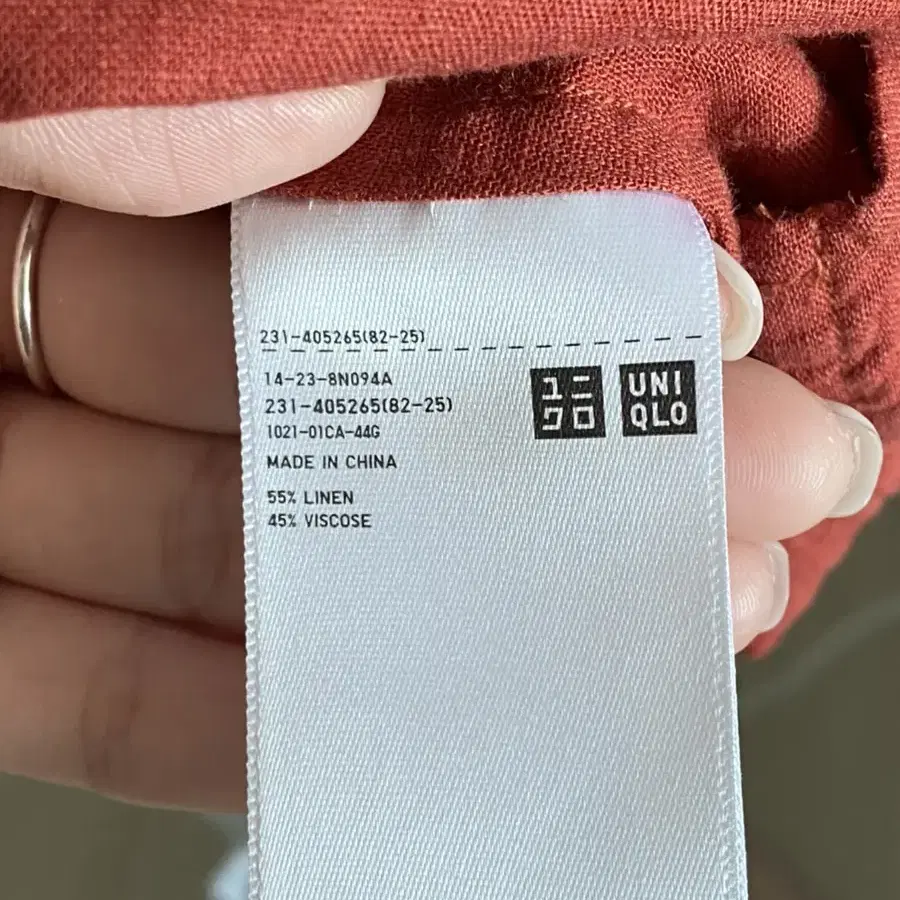 231-405265(82-25)
14-23-8N094A
231-405265(82-25)
1021-01CA-44G
MADE IN CHINA
55% LINEN
45% VISCOSE
ユニ
クロ
UNI
QLO